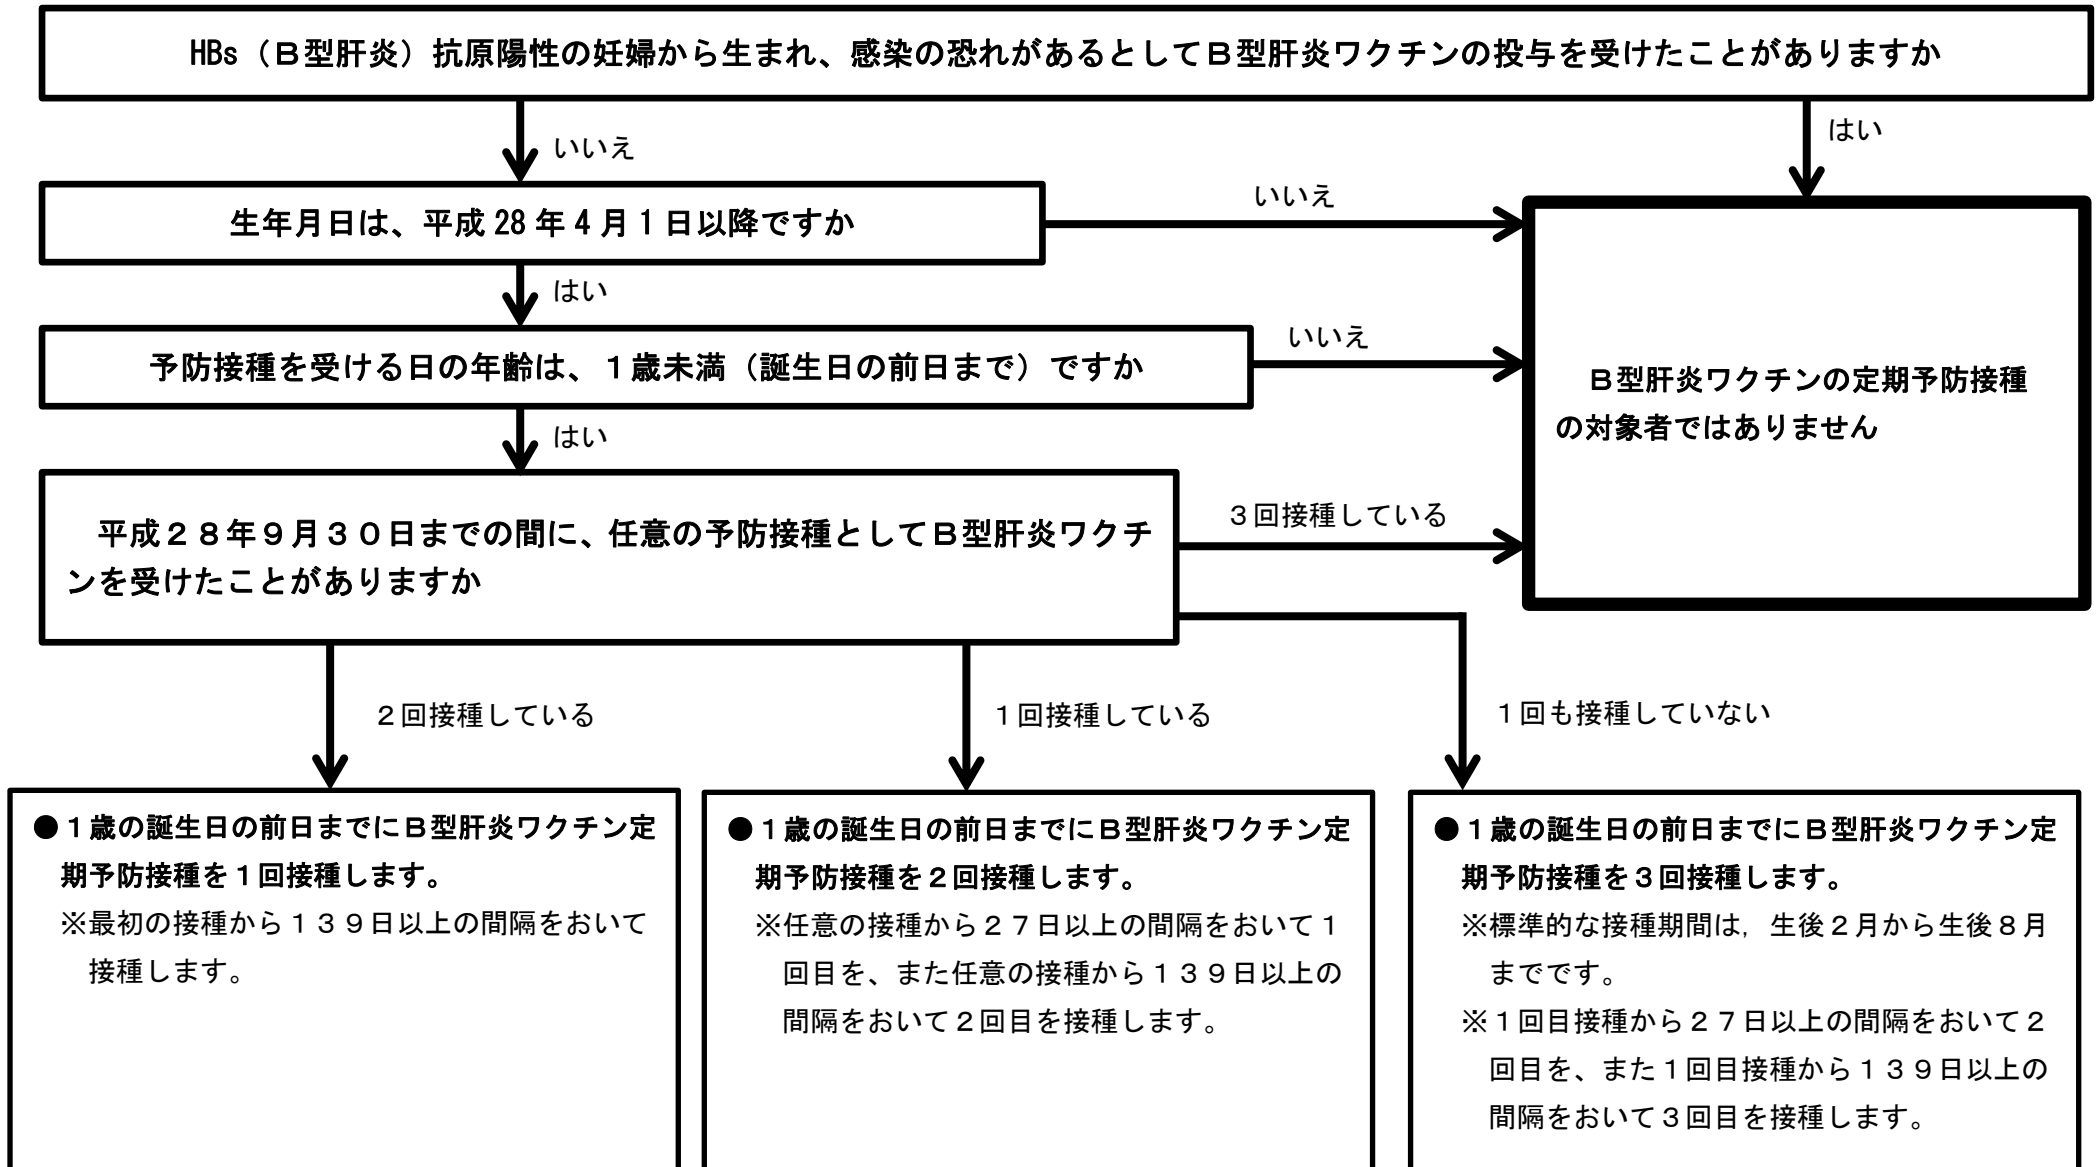 HBs（Ｂ型肝炎）抗原陽性の妊婦から生まれ、感染の恐れがあるとしてＢ型肝炎ワクチンの投与を受けたことがありますか
いいえ
はい
生年月日は、平成 28 年 4 月 1 日以降ですか
いいえ
はい
予防接種を受ける日の年齢は、１歳未満（誕生日の前日まで）ですか
いいえ
はい
Ｂ型肝炎ワクチンの定期予防接種
の対象者ではありません
平成２８年９月３０日までの間に、任意の予防接種としてＢ型肝炎ワクチ
ンを受けたことがありますか
３回接種している
２回接種している
１回接種している
１回も接種していない
●１歳の誕生日の前日までにＢ型肝炎ワクチン定
期予防接種を１回接種します。
※最初の接種から１３９日以上の間隔をおいて
接種します。
●１歳の誕生日の前日までにＢ型肝炎ワクチン定
期予防接種を２回接種します。
※任意の接種から２７日以上の間隔をおいて１
回目を、また任意の接種から１３９日以上の
間隔をおいて２回目を接種します。
●１歳の誕生日の前日までにＢ型肝炎ワクチン定
期予防接種を３回接種します。
※標準的な接種期間は，生後２月から生後８月
までです。
※１回目接種から２７日以上の間隔をおいて２
回目を、また１回目接種から１３９日以上の
間隔をおいて３回目を接種します。